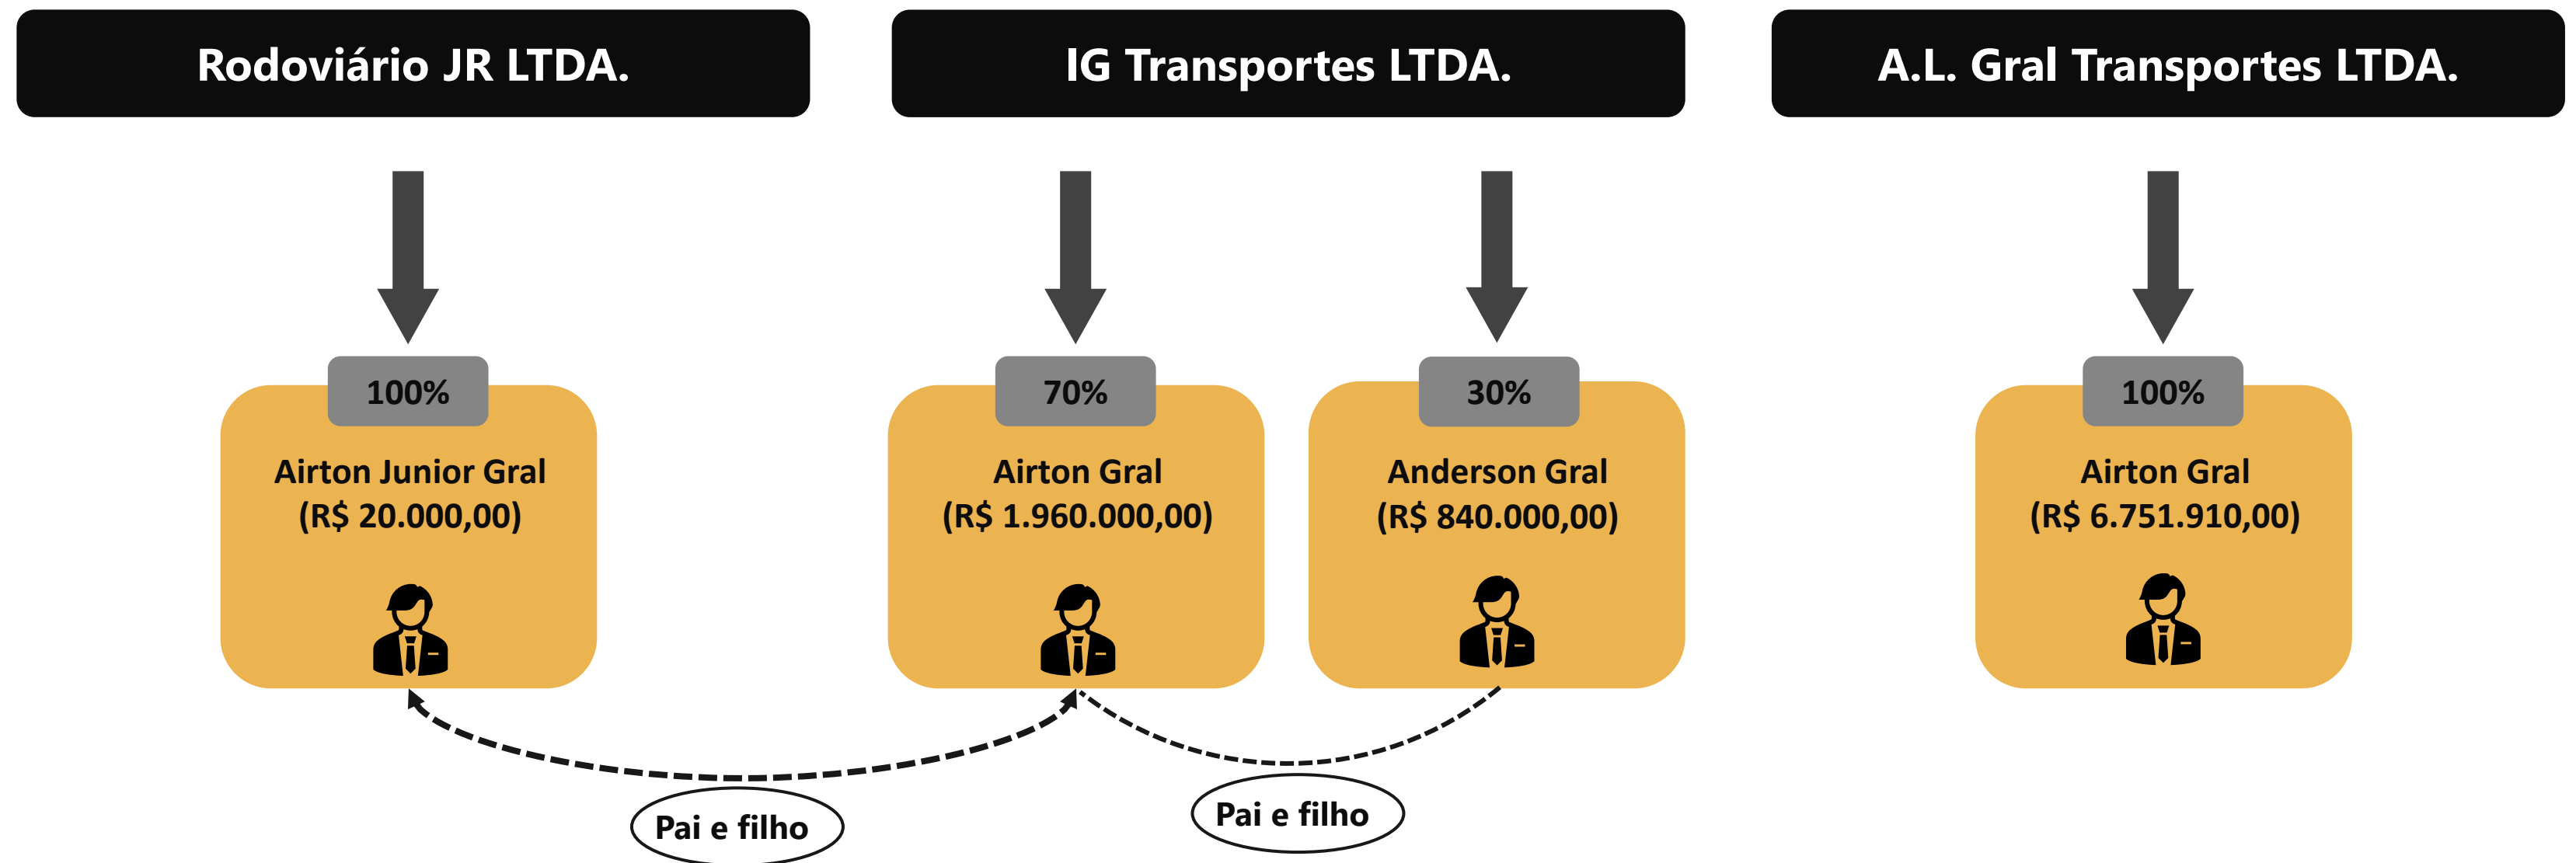 Rodoviário JR LTDA.
IG Transportes LTDA.
A.L. Gral Transportes LTDA.
100%
Airton Junior Gral
(R$ 20.000,00)
70%
Airton Gral
(R$ 1.960.000,00)
30%
Anderson Gral
(R$ 840.000,00)
100%
Airton Gral
(R$ 6.751.910,00)
Pai e filho
Pai e filho